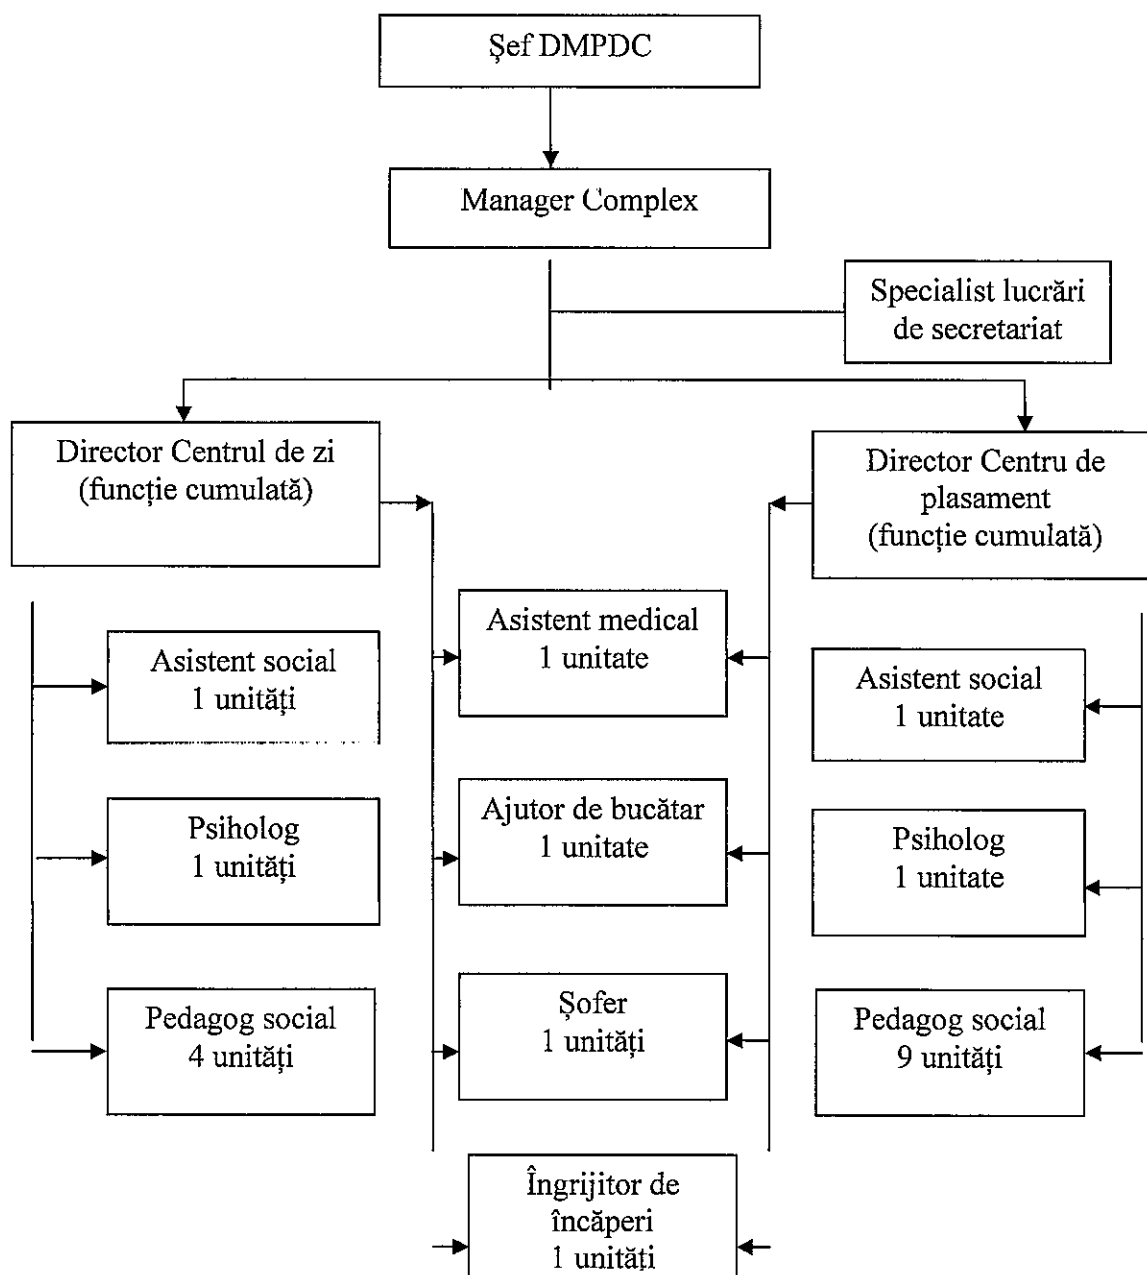 Șef DMPDC
Manager Complex
Specialist lucrări
de secretariat
Director Centrul de zi
(funcție cumulată)
Director Centru de
plasament
(funcție cumulată)
Asistent social
1 unități
Psiholog
1 unități
Pedagog social
4 unități
Asistent medical
1 unitate
Ajutor de bucătar
1 unitate
Șofer
1 unități
Îngrijitor de
încăperi
1 unități
Asistent social
1 unitate
Psiholog
1 unitate
Pedagog social
9 unități